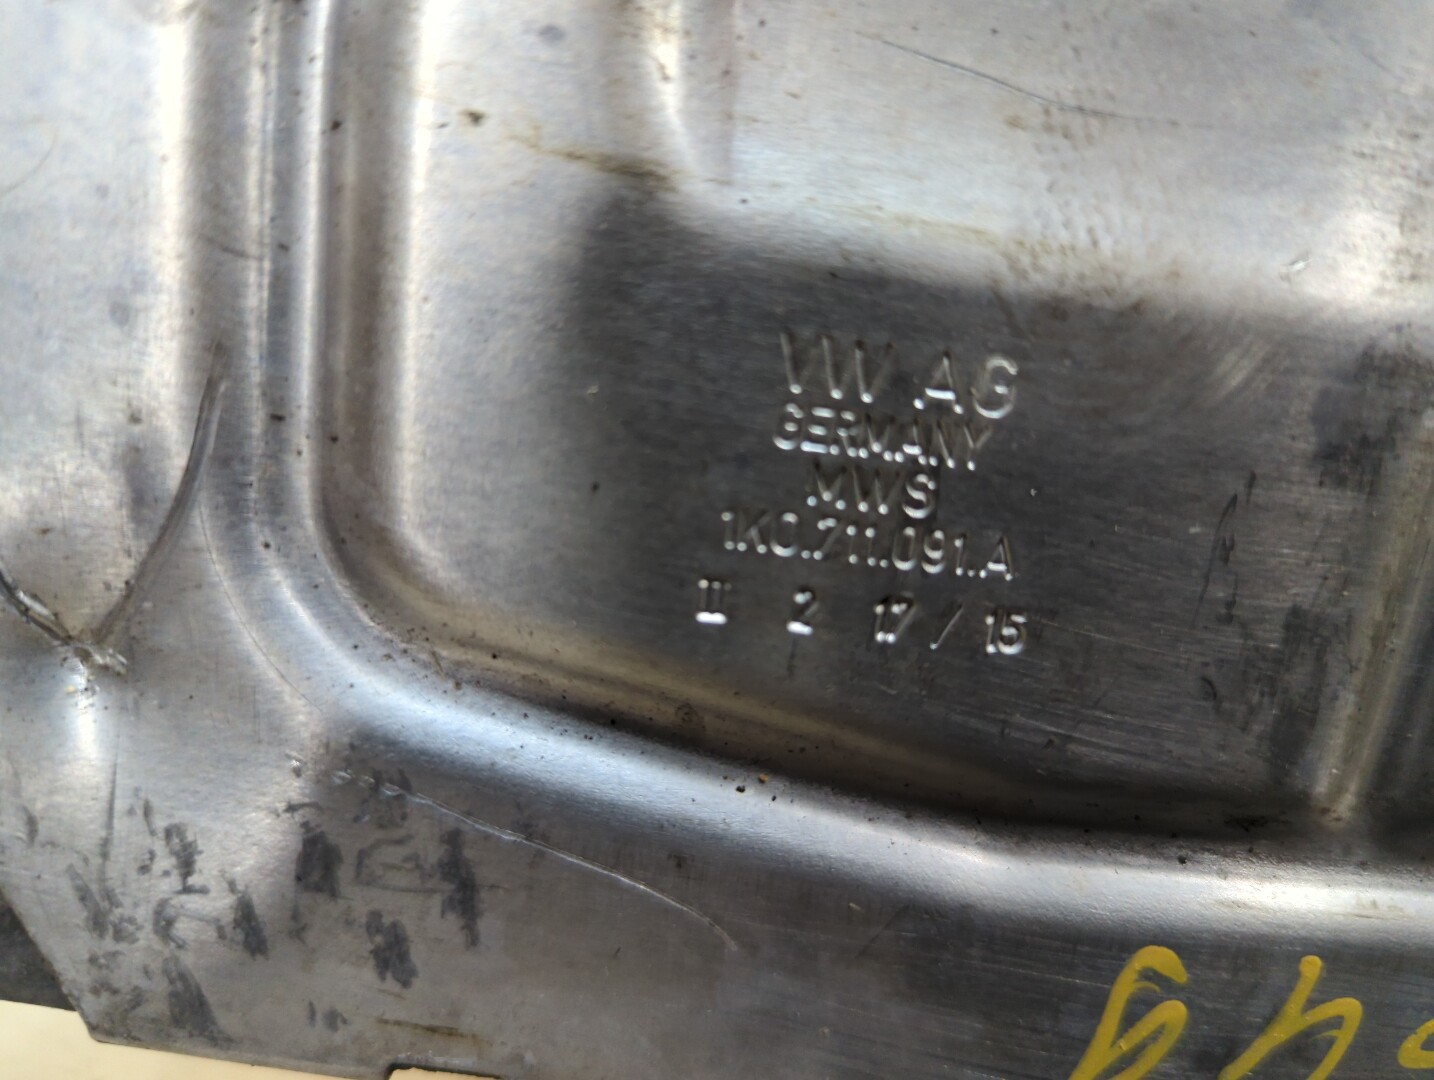 VW AG
GERMANY
MWS
1K0.711.091..A
II 2 17/15